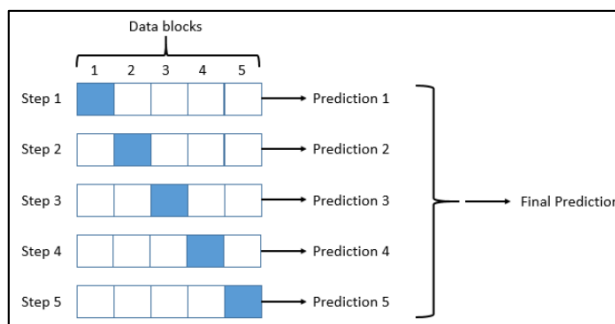 Data blocks
1 2 3 4 5
Step 1 Prediction 1
Step 2 Prediction 2
Step 3 Prediction 3
Step 4 Prediction 4
Step 5 Prediction 5
Final Prediction